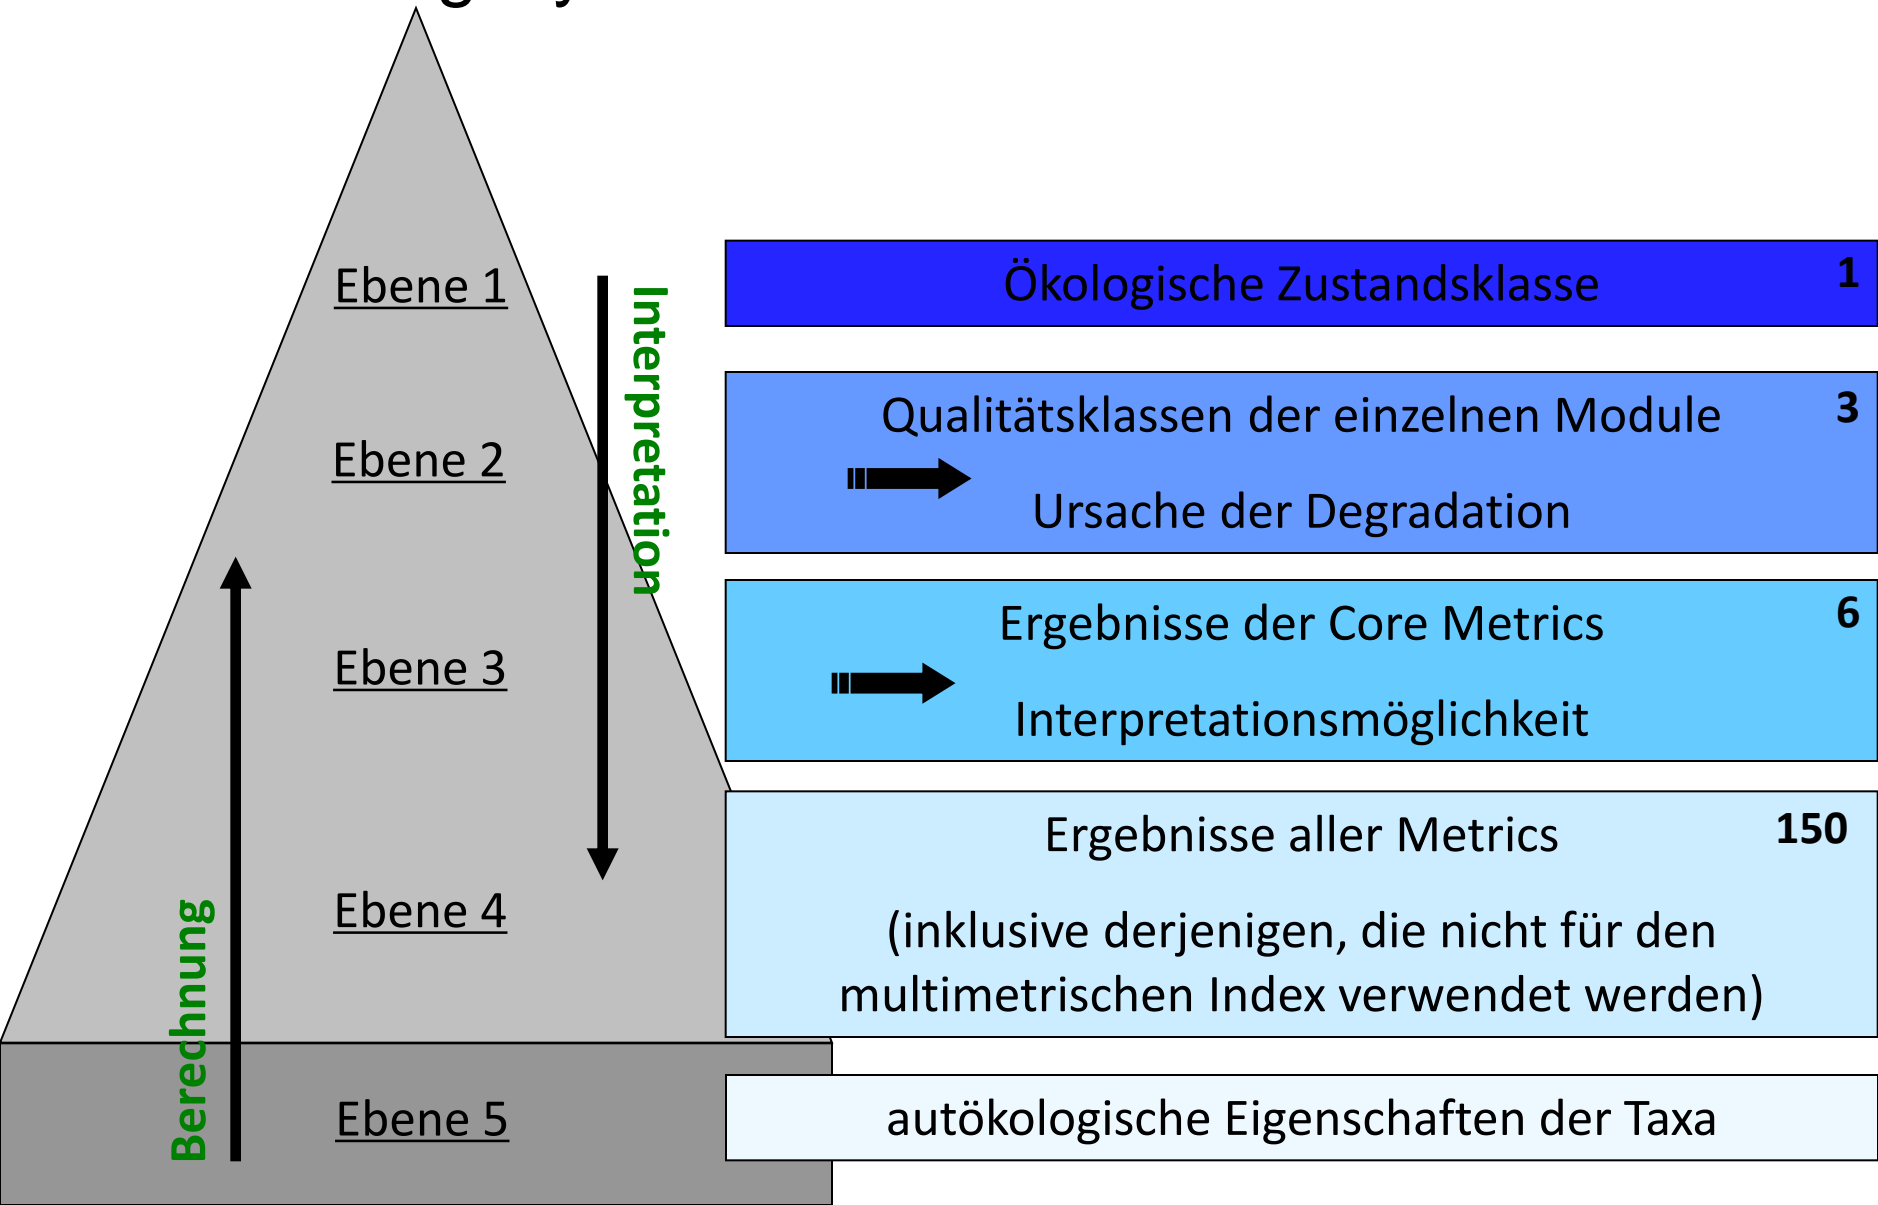 Ebene 1
Ökologische Zustandsklasse
1
Interpretation
Ebene 2
Qualitätsklassen der einzelnen Module
3
Ursache der Degradation
Ebene 3
Ergebnisse der Core Metrics
6
Interpretationsmöglichkeit
Ebene 4
Ergebnisse aller Metrics
150
(inklusive derjenigen, die nicht für den
multimetrischen Index verwendet werden)
Berechnung
Ebene 5
autökologische Eigenschaften der Taxa